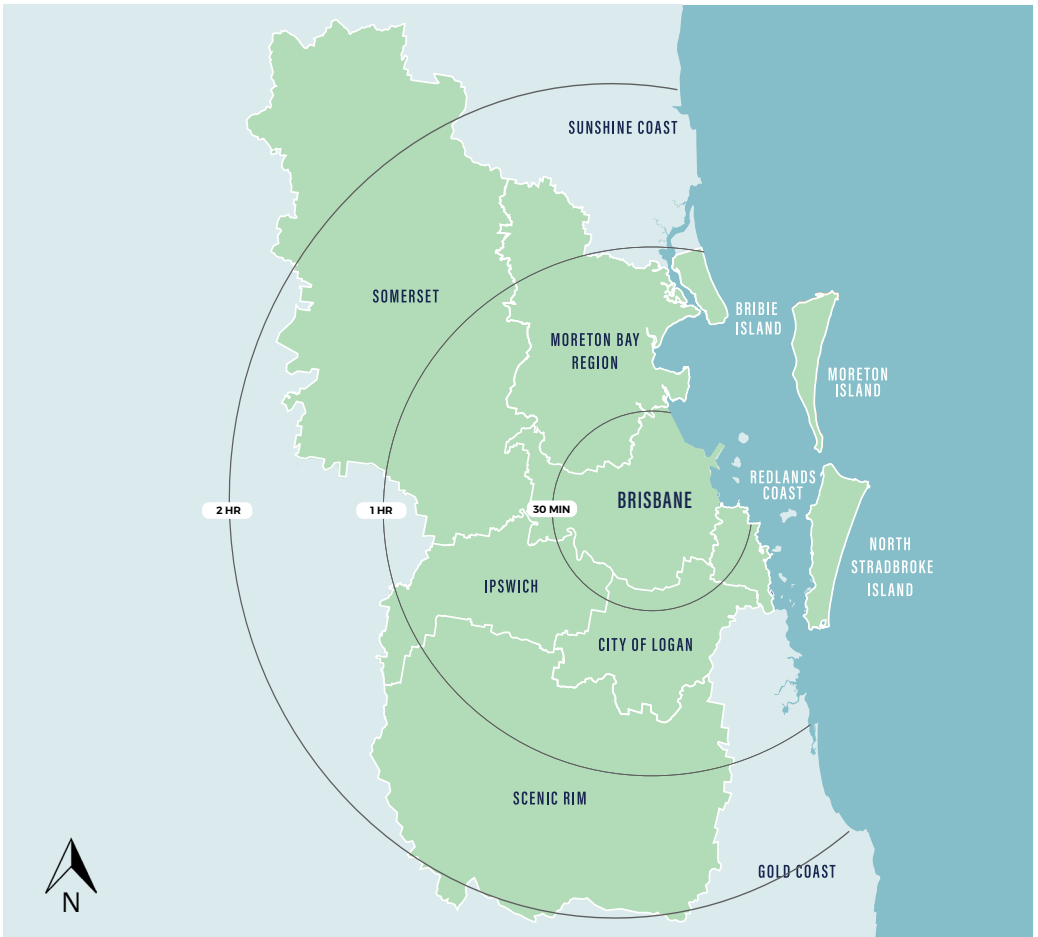 SUNSHINE COAST
SOMERSET
BRIBIE
ISLAND
MORETON BAY
REGION
MORETON
ISLAND
REDLANDS
COAST
BRISBANE
2 HR
1 HR
30 MIN
NORTH
STRADBROKE
ISLAND
IPSWICH
CITY OF LOGAN
SCENIC RIM
GOLD COAST
N